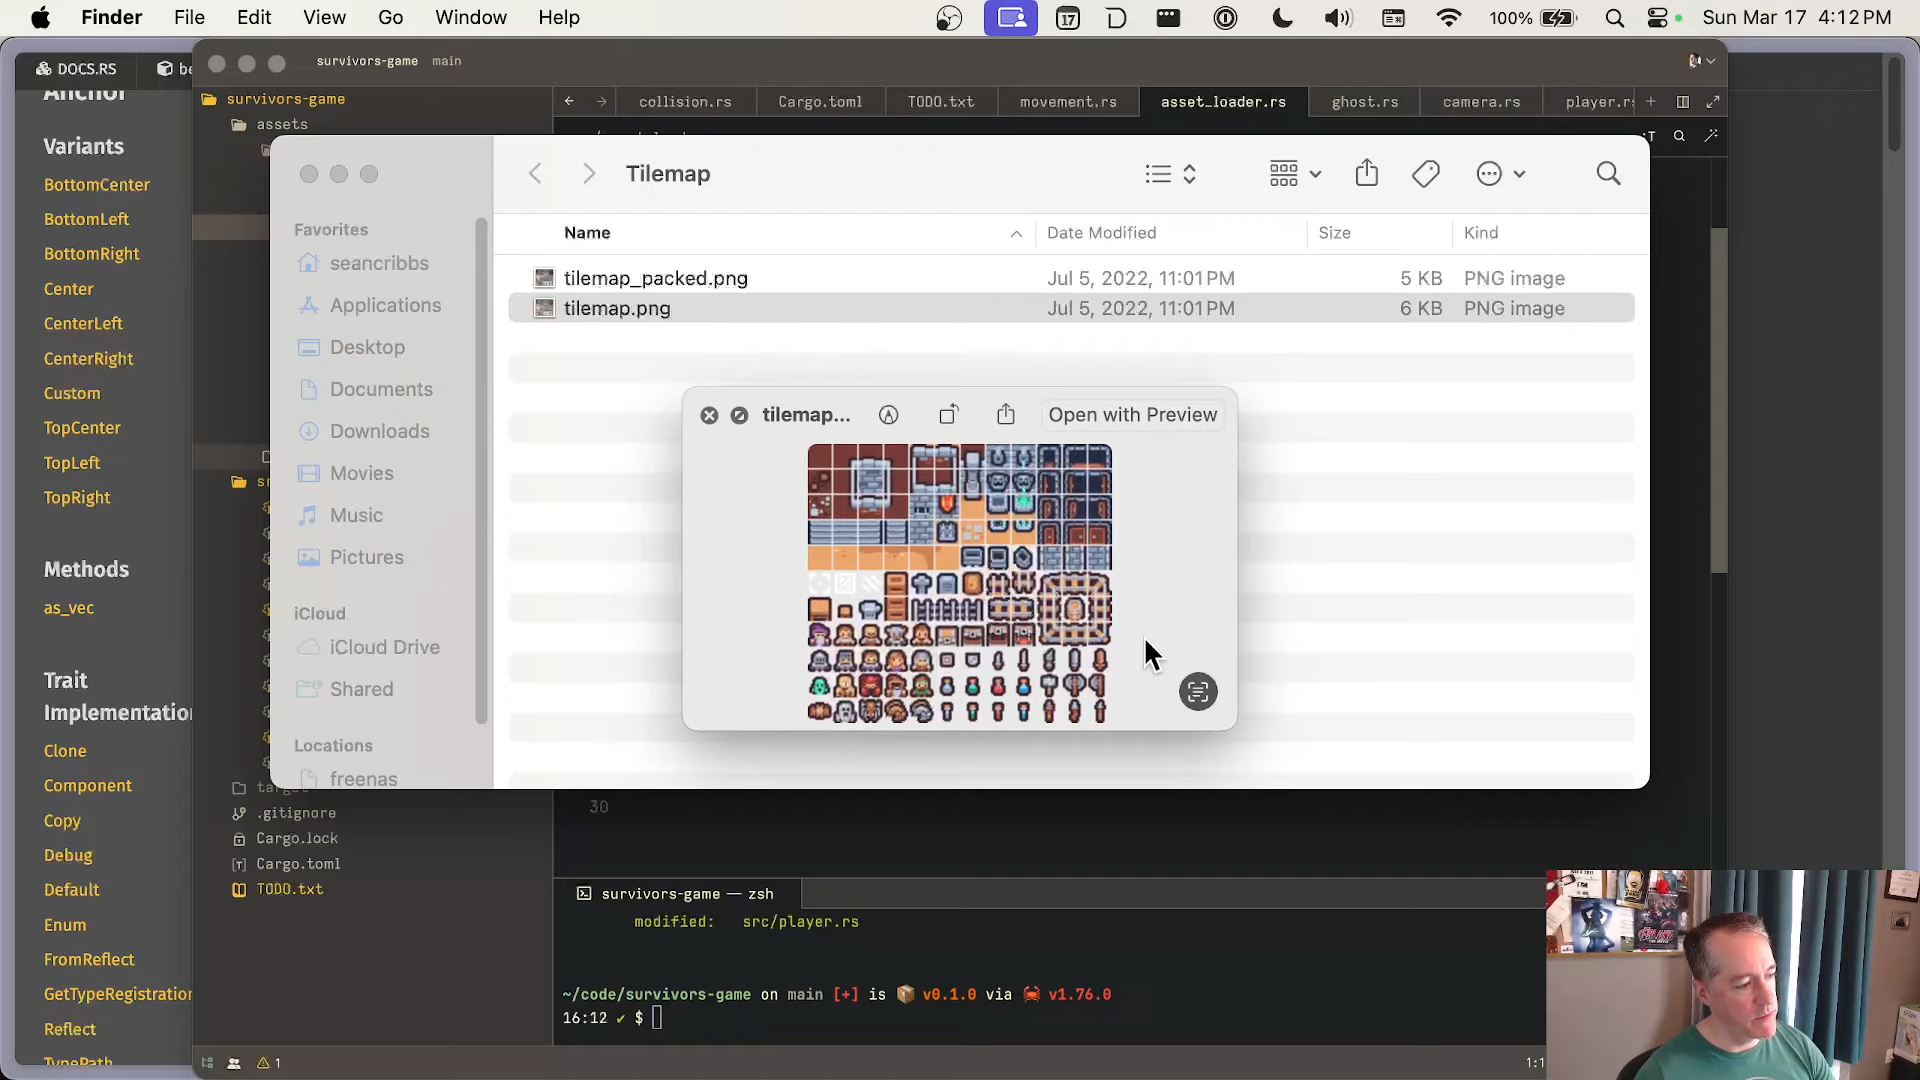 Finder File Edit View Go Window Help
17
100%
Sun Mar 17 4:12 PM
DOCS.RS
be
survivors-game main
survivors-game
assets
collision.rs Cargo.toml TODO.txt movement.rs asset_loader.rs ghost.rs camera.rs player.r
Anchor
Variants
BottomCenter
BottomLeft
BottomRight
Center
CenterLeft
CenterRight
Custom
TopCenter
TopLeft
TopRight
Methods
as_vec
Trait
Implementation
Clone
Component
Copy
Debug
Default
Enum
FromReflect
GetTypeRegistration
Reflect
TypePath
Tilemap
Favorites
seancribbs
Applications
Desktop
Documents
Downloads
Movies
Music
Pictures
iCloud
iCloud Drive
Shared
Locations
freenas
Name Date Modified Size Kind
tilemap_packed.png Jul 5, 2022, 11:01 PM 5 KB PNG image
tilemap.png Jul 5, 2022, 11:01 PM 6 KB PNG image
tilemap... Open with Preview
sr
target
.gitignore
Cargo.lock
Cargo.toml
TODO.txt
30
survivors-game — zsh
modified: src/player.rs
~/code/survivors-game on main [+] is v0.1.0 via v1.76.0
16:12 ✔ $
1
1:1